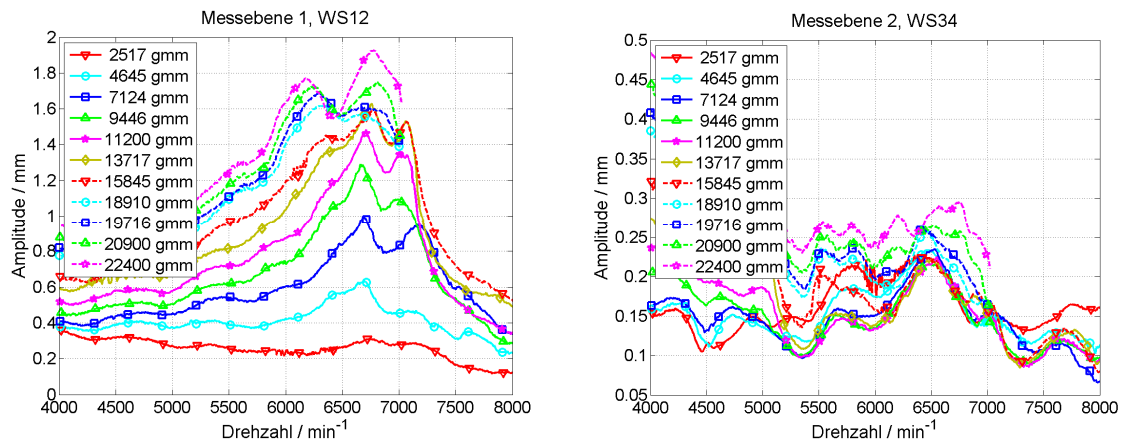 Messebene 1, WS12
Amplitude / mm
2
1.8
1.6
1.4
1.2
1
0.8
0.6
0.4
0.2
0
2517 gmm
4645 gmm
7124 gmm
9446 gmm
11200 gmm
13717 gmm
15845 gmm
18910 gmm
19716 gmm
20900 gmm
22400 gmm
4000 4500 5000 5500 6000 6500 7000 7500 8000
Drehzahl / min-1
Messebene 2, WS34
Amplitude / mm
0.5
0.45
0.4
0.35
0.3
0.25
0.2
0.15
0.1
0.05
2517 gmm
4645 gmm
7124 gmm
9446 gmm
11200 gmm
13717 gmm
15845 gmm
18910 gmm
19716 gmm
20900 gmm
22400 gmm
4000 4500 5000 5500 6000 6500 7000 7500 8000
Drehzahl / min-1